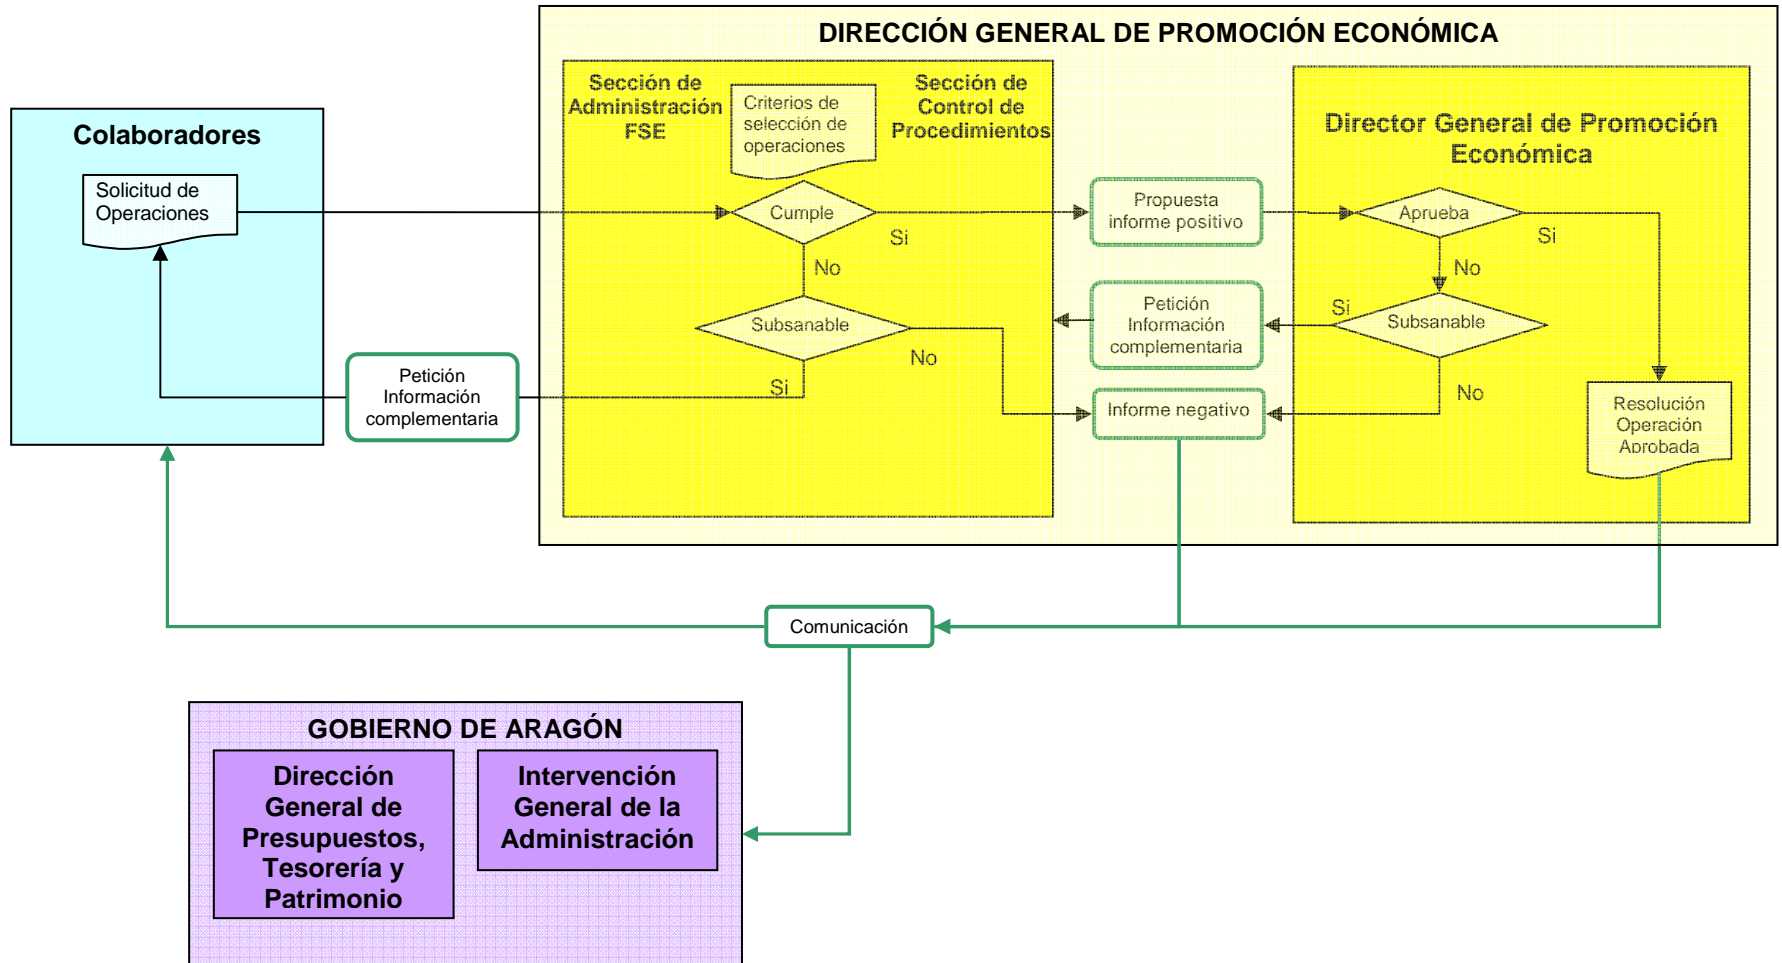 DIRECCIÓN GENERAL DE PROMOCIÓN ECONÓMICA
Colaboradores
Solicitud de
Operaciones
Sección de
Administración
FSE
Criterios de
selección de
operaciones
Sección de
Control de
Procedimientos
Director General de Promoción
Económica
Cumple
Si
No
Propuesta
informe positivo
Aprueba
Si
No
Subsanable
No
Si
Petición
Información
complementaria
Si
Subsanable
No
Petición
Información
complementaria
Informe negativo
Resolución
Operación
Aprobada
Comunicación
GOBIERNO DE ARAGÓN
Dirección
General de
Presupuestos,
Tesorería y
Patrimonio
Intervención
General de la
Administración